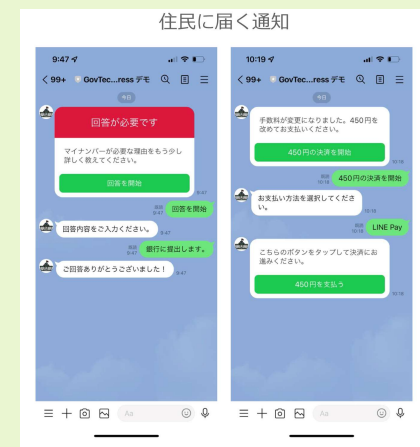 住民に届く通知
9:47
99+ GovTec...ress デモ
今日
回答が必要です
マイナンバーが必要な理由をもう少し
詳しく教えてください。
回答を開始
9:47
既読
9:47
回答を開始
回答内容をご入力ください。
9:47
既読
9:47
銀行に提出します。
ご回答ありがとうございました！
9:47
Aa
10:19
99+ GovTec...ress デモ
今日
手数料が変更になりました。450円を
改めてお支払いください。
450円の決済を開始
10:18
既読
10:18
450円の決済を開始
お支払い方法を選択してくださ
い。
10:18
既読
10:18
LINE Pay
こちらのボタンをタップして決済にお
進みください。
450円を支払う
10:18
Aa